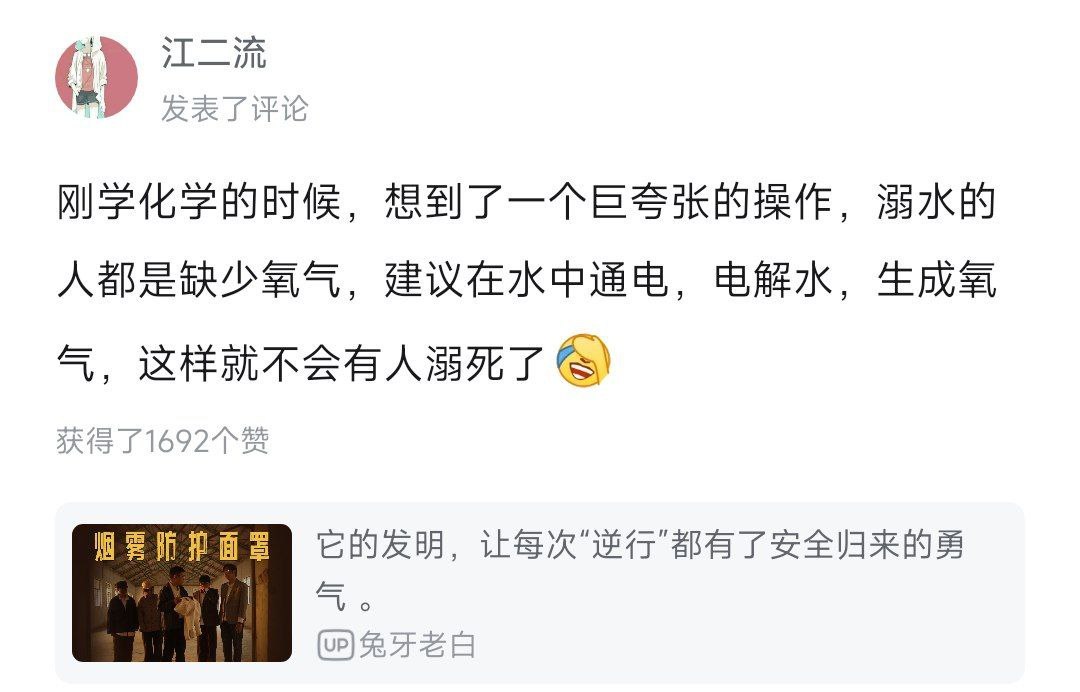 江二流
发表了评论
刚学化学的时候，想到了一个巨夸张的操作，溺水的
人都是缺少氧气，建议在水中通电，电解水，生成氧
气，这样就不会有人溺死了
获得了1692个赞
烟雾防护面罩
它的发明，让每次“逆行”都有了安全归来的勇
气 。
UP 兔牙老白